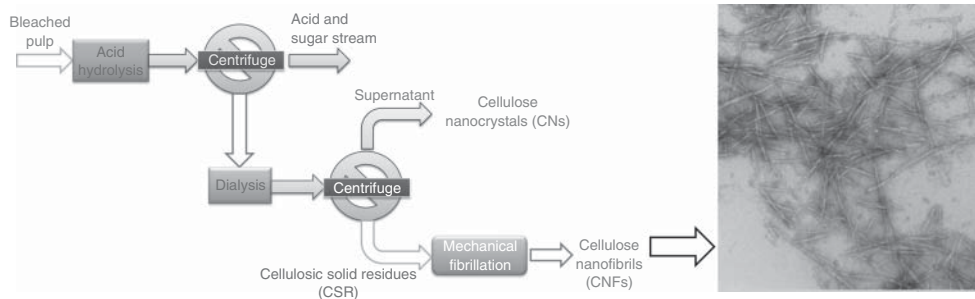 Bleached
pulp
Acid
hydrolysis
Centrifuge
Acid and
sugar stream
Supernatant
Cellulose
nanocrystals (CNs)
Dialysis
Centrifuge
Cellulosic solid residues
(CSR)
Mechanical
fibrillation
Cellulose
nanofibrils
(CNFs)